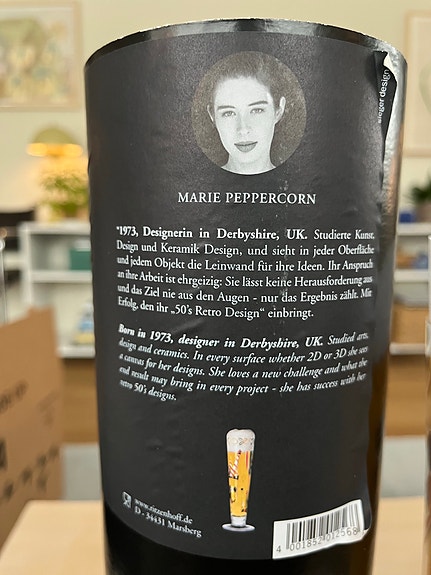 sieger design
MARIE PEPPERCORN
*1973, Designerin in Derbyshire, UK. Studierte Kunst,
Design und Keramik Design, und sieht in jeder Oberfläche
und jedem Objekt die Leinwand für ihre Ideen. Ihr Anspruch
an ihre Arbeit ist ehrgeizig: Sie lässt keine Herausforderung aus
und das Ziel nie aus den Augen - nur das Ergebnis zählt. Mit
Erfolg, den ihr „50's Retro Design“ einbringt.
Born in 1973, designer in Derbyshire, UK. Studied arts,
design and ceramics. In every surface whether 2D or 3D she sees
a canvas for her designs. She loves a new challenge and what the
end result may bring in every project - she has success with her
retro 50's designs.
www.ritzenhoff.de
D - 34431 Marsberg
4 001852 012568